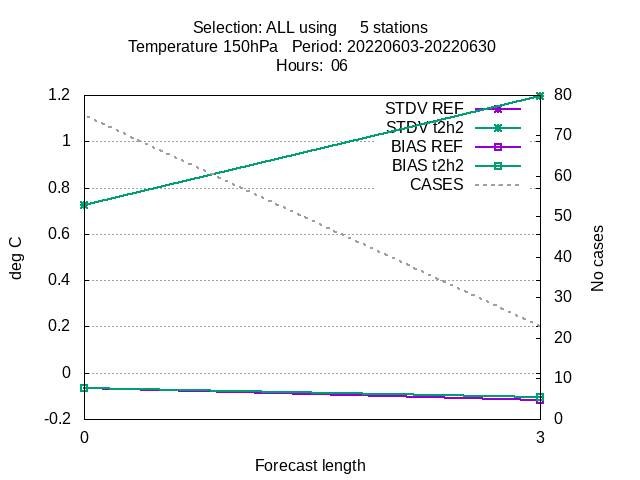 Selection: ALL using 5 stations
Temperature 150hPa Period: 20220603-20220630
Hours: 06
1.2
1
0.8
0.6
0.4
0.2
0
-0.2
deg C
80
70
60
50
40
30
20
10
0
No cases
STDV REF
STDV t2h2
BIAS REF
BIAS t2h2
CASES
0
3
Forecast length